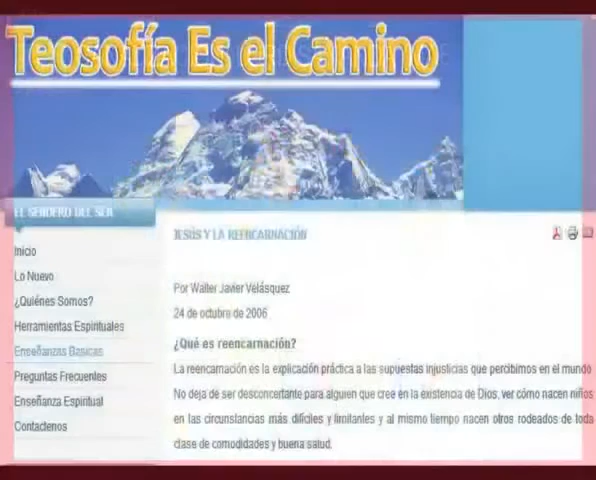 Teosofía Es el Camino
EL SENDERO DEL SER
Inicio
Lo Nuevo
¿Quiénes Somos?
Herramientas Espirituales
Enseñanzas Basicas
Preguntas Frecuentes
Enseñanza Espiritual
Contactenos
JESÚS Y LA REENCARNACIÓN
Por Walter Javier Velásquez
24 de octubre de 2006
¿Qué es reencarnación?
La reencarnación es la explicación práctica a las supuestas injusticias que percibimos en el mundo
No deja de ser desconcertante para alguien que cree en la existencia de Dios, ver cómo nacen niños
en las circunstancias más difíciles y limitantes y al mismo tiempo nacen otros rodeados de toda
clase de comodidades y buena salud.